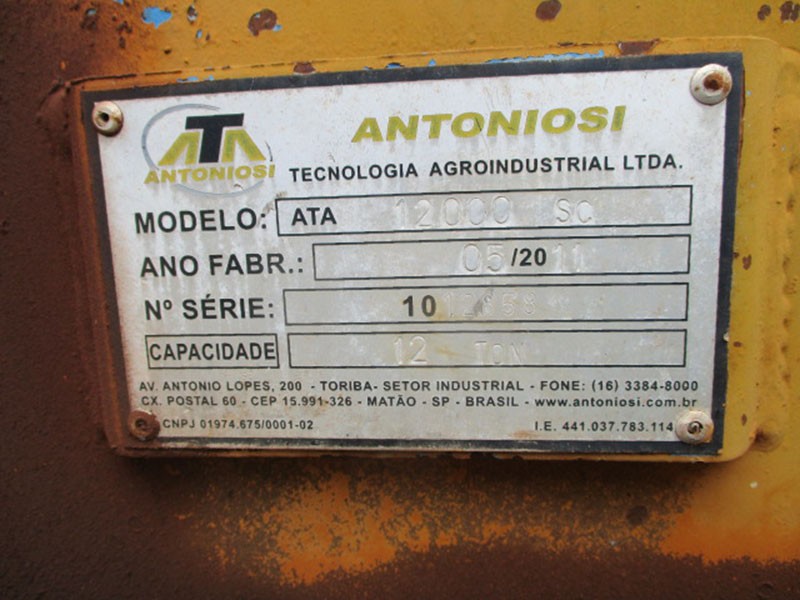 ATA
ANTONIOSI
ANTONIOSI
TECNOLOGIA AGROINDUSTRIAL LTDA.
MODELO: ATA 12000 SC
ANO FABR.: 05/2011
Nº SÉRIE: 10
CAPACIDADE 12 TON
AV. ANTONIO LOPES, 200 - TORIBA- SETOR INDUSTRIAL - FONE: (16) 3384-8000
CX. POSTAL 60 - CEP 15.991-326 - MATÃO - SP - BRASIL - www.antoniosi.com.br
CNPJ 01974.675/0001-02 I.E. 441.037.783.114